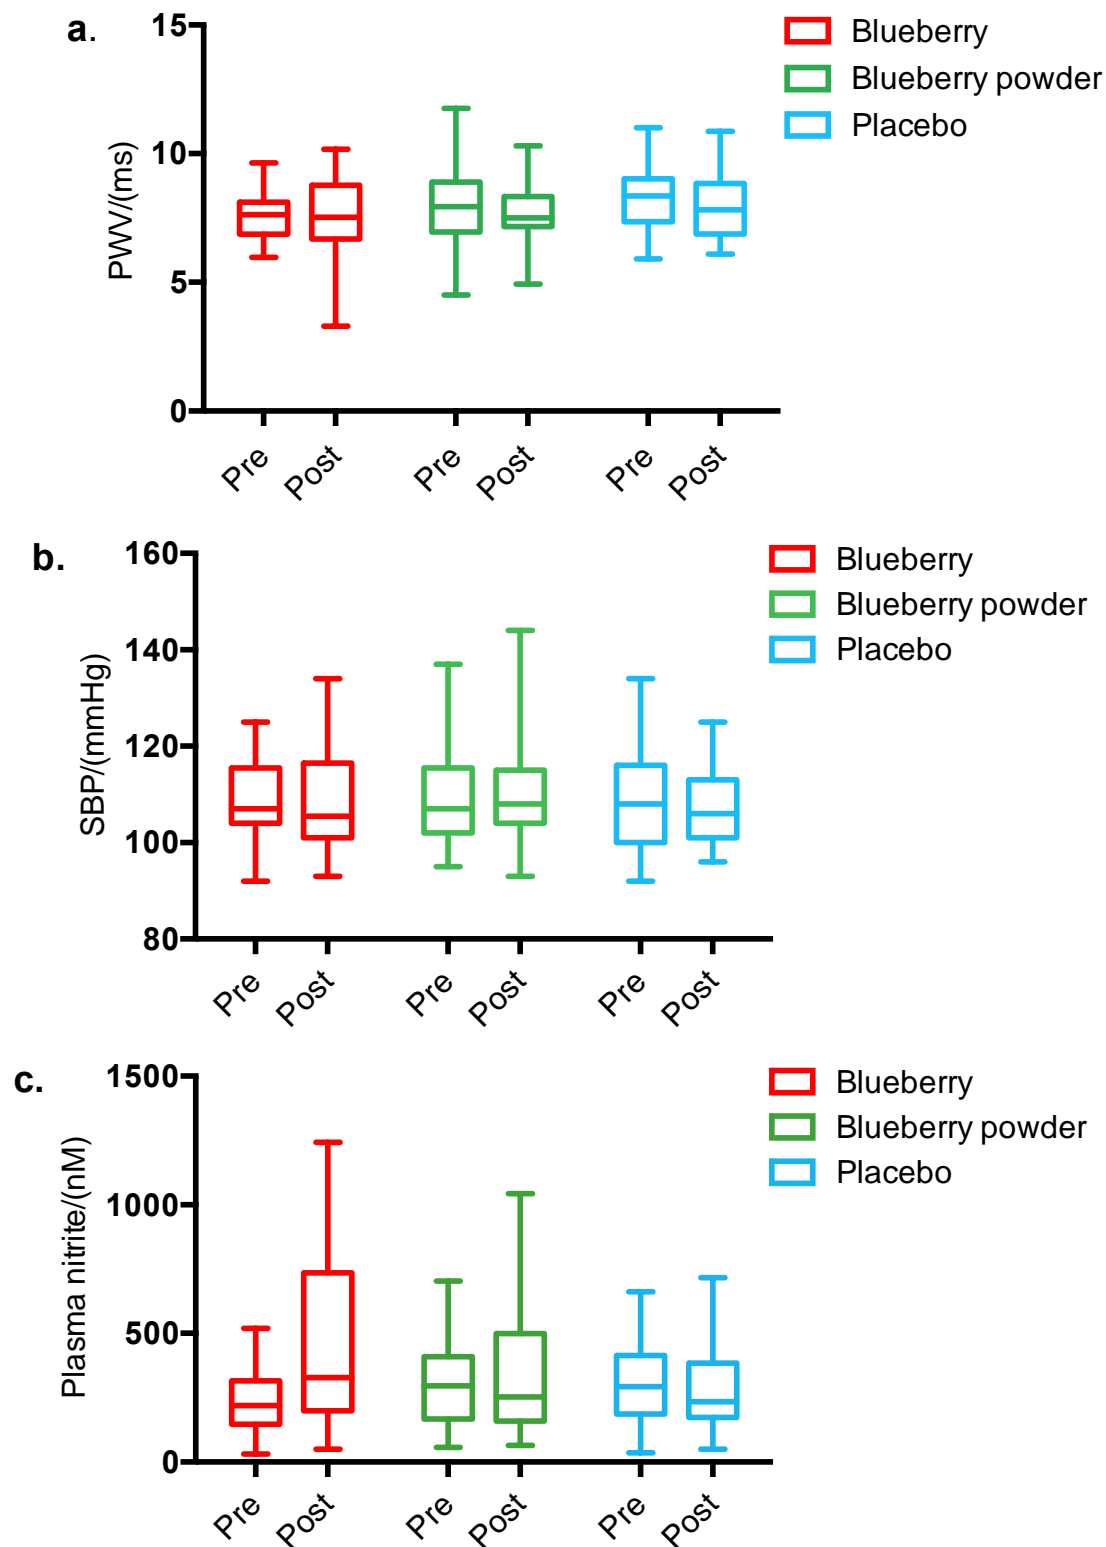 a.
15
10
5
0
PWV/(ms)
Pre
Post
Pre
Post
Pre
Post
Blueberry
Blueberry powder
Placebo
b.
160
140
120
100
80
SBP/(mmHg)
Pre
Post
Pre
Post
Pre
Post
Blueberry
Blueberry powder
Placebo
c.
1500
1000
500
0
Plasma nitrite/(nM)
Pre
Post
Pre
Post
Pre
Post
Blueberry
Blueberry powder
Placebo